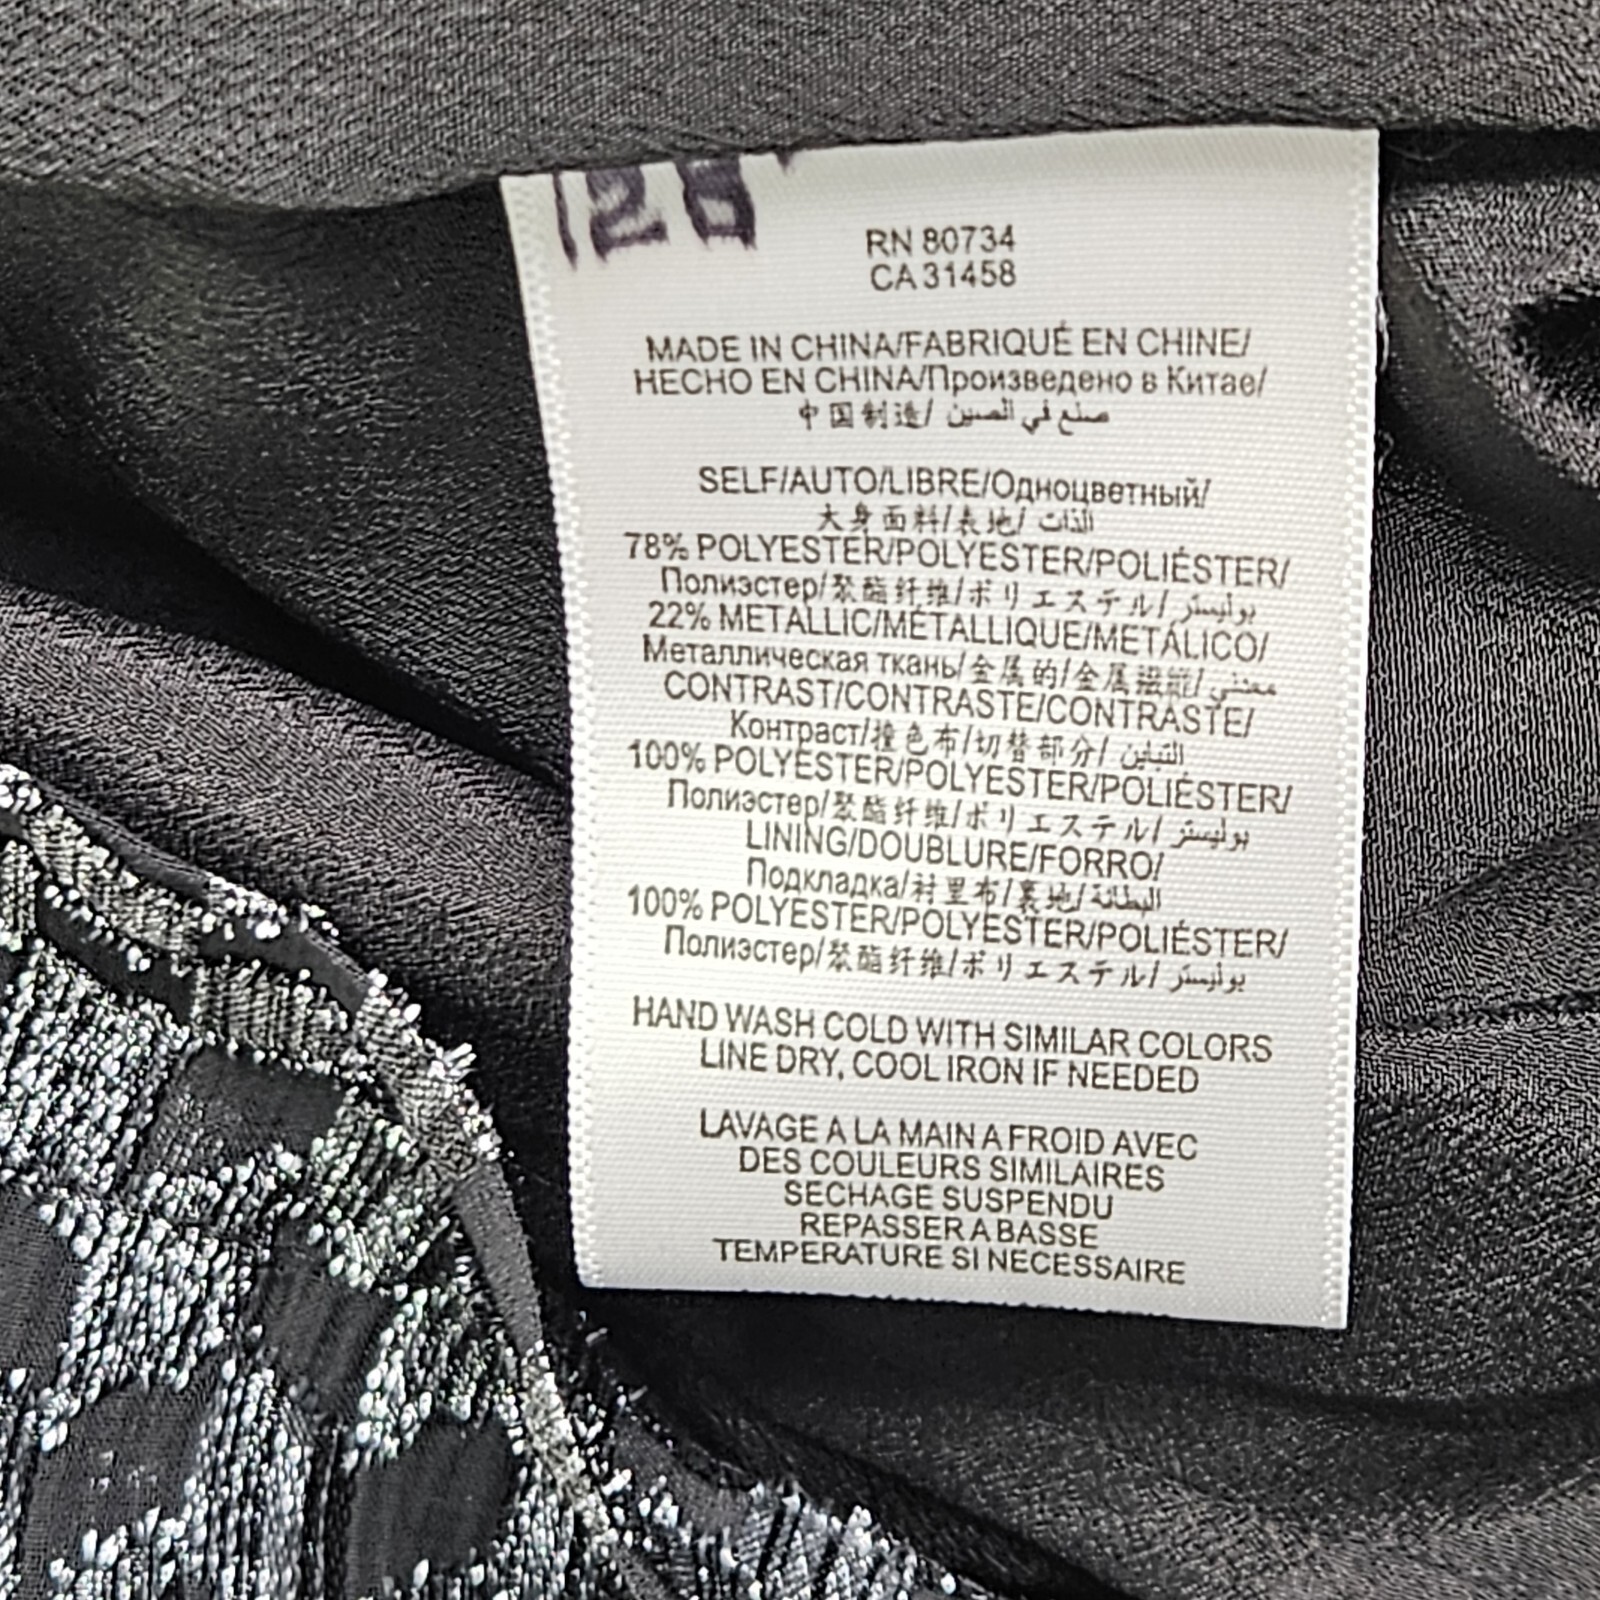 RN 80734
CA 31458
MADE IN CHINA/FABRIQUÉ EN CHINE/
HECHO EN CHINA/Произведено в Китае/
中国制造/ صنع في الصين
SELF/AUTO/LIBRE/Одноцветный/
大身面料/表地/ الذات
78% POLYESTER/POLYESTER/POLIÉSTER/
Полиэстер/聚酯纤维/ポリエステル/ بوليستر
22% METALLIC/MÉTALLIQUE/METÁLICO/
Металлическая ткань/金属的/金属繊維/
CONTRAST/CONTRASTE/CONTRASTE/
Контраст/撞色布/切替部分/ التباين
100% POLYESTER/POLYESTER/POLIÉSTER/
Полиэстер/聚酯纤维/ポリエステル/ بوليستر
LINING/DOUBLURE/FORRO/
Подкладка/衬里布/裏地/ البطانة
100% POLYESTER/POLYESTER/POLIÉSTER/
Полиэстер/聚酯纤维/ポリエステル/ بوليستر
HAND WASH COLD WITH SIMILAR COLORS
LINE DRY, COOL IRON IF NEEDED
LAVAGE A LA MAIN A FROID AVEC
DES COULEURS SIMILAIRES
SECHAGE SUSPENDU
REPASSER A BASSE
TEMPERATURE SI NECESSAIRE